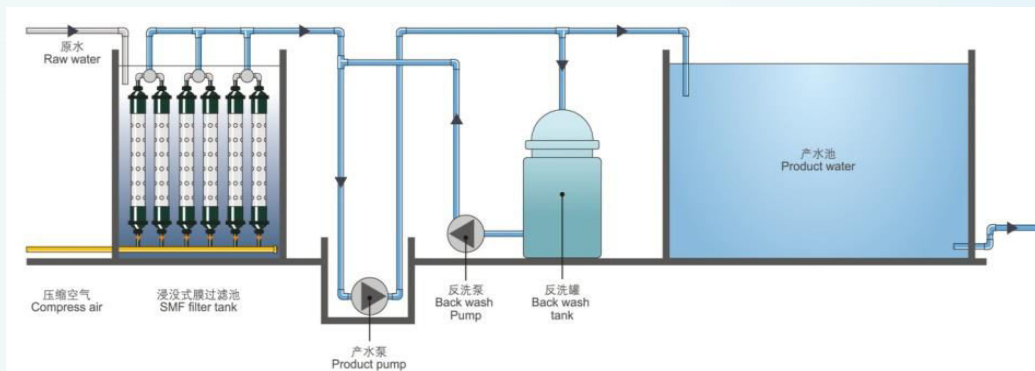 原水
Raw water
产水池
Product water
压缩空气
Compress air
浸没式膜过滤池
SMF filter tank
反洗泵
Back wash
Pump
反洗罐
Back wash
tank
产水泵
Product pump